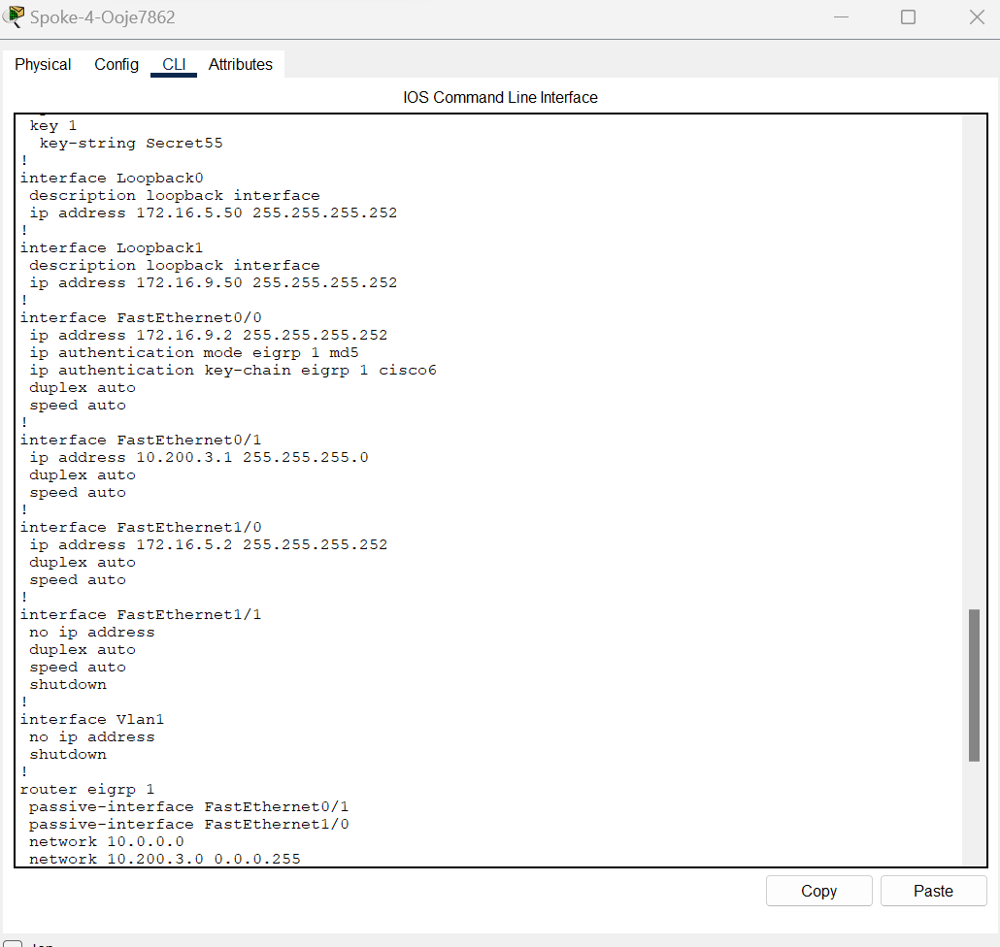 Spoke-4-Ooje7862
Physical Config CLI Attributes
IOS Command Line Interface
key 1
key-string Secret55
!
interface Loopback0
description loopback interface
ip address 172.16.5.50 255.255.255.252
!
interface Loopback1
description loopback interface
ip address 172.16.9.50 255.255.255.252
!
interface FastEthernet0/0
ip address 172.16.9.2 255.255.255.252
ip authentication mode eigrp 1 md5
ip authentication key-chain eigrp 1 cisco6
duplex auto
speed auto
!
interface FastEthernet0/1
ip address 10.200.3.1 255.255.255.0
duplex auto
speed auto
!
interface FastEthernet1/0
ip address 172.16.5.2 255.255.255.252
duplex auto
speed auto
!
interface FastEthernet1/1
no ip address
duplex auto
speed auto
shutdown
!
interface Vlan1
no ip address
shutdown
!
router eigrp 1
passive-interface FastEthernet0/1
passive-interface FastEthernet1/0
network 10.0.0.0
network 10.200.3.0 0.0.0.255
Copy Paste